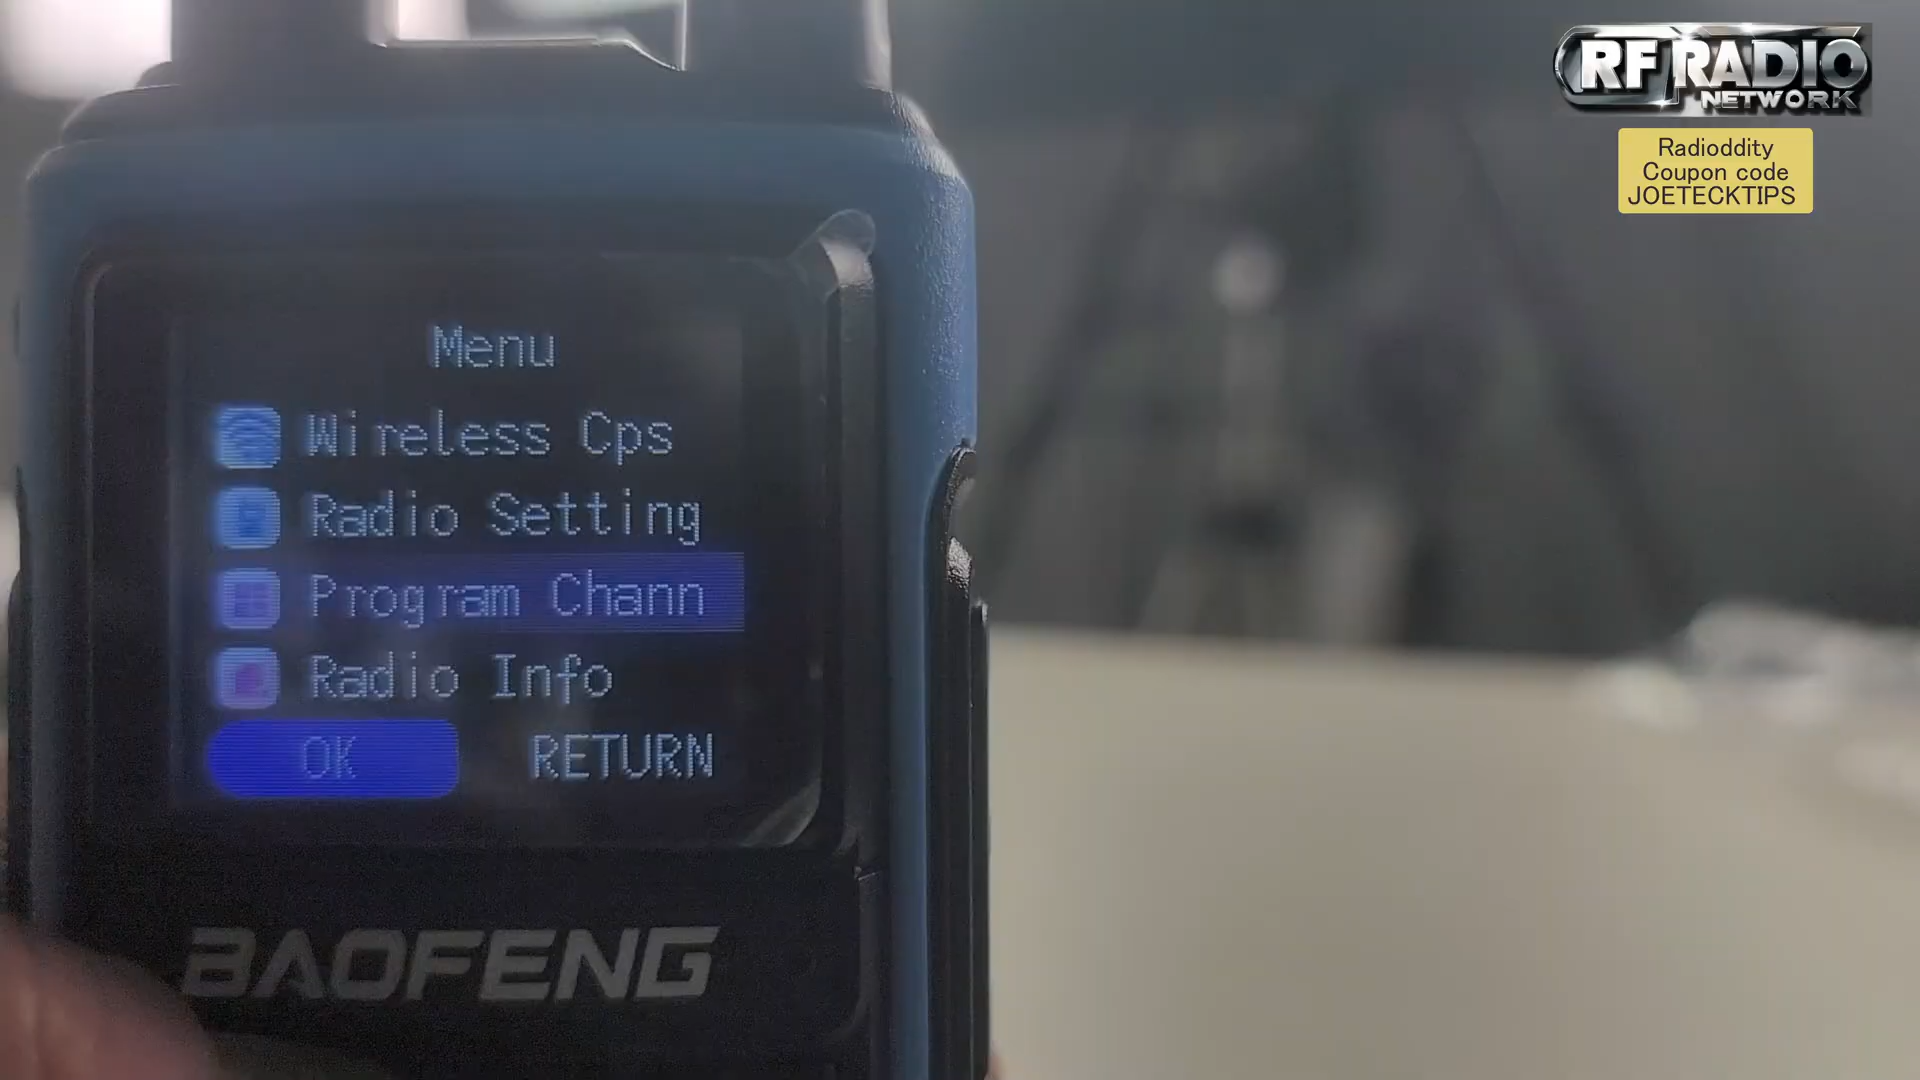 RF RADIO
NETWORK
Radioddity
Coupon code
JOETECKTIPS
Menu
Wireless Cps
Radio Setting
Program Chann
Radio Info
OK RETURN
BAOFENG